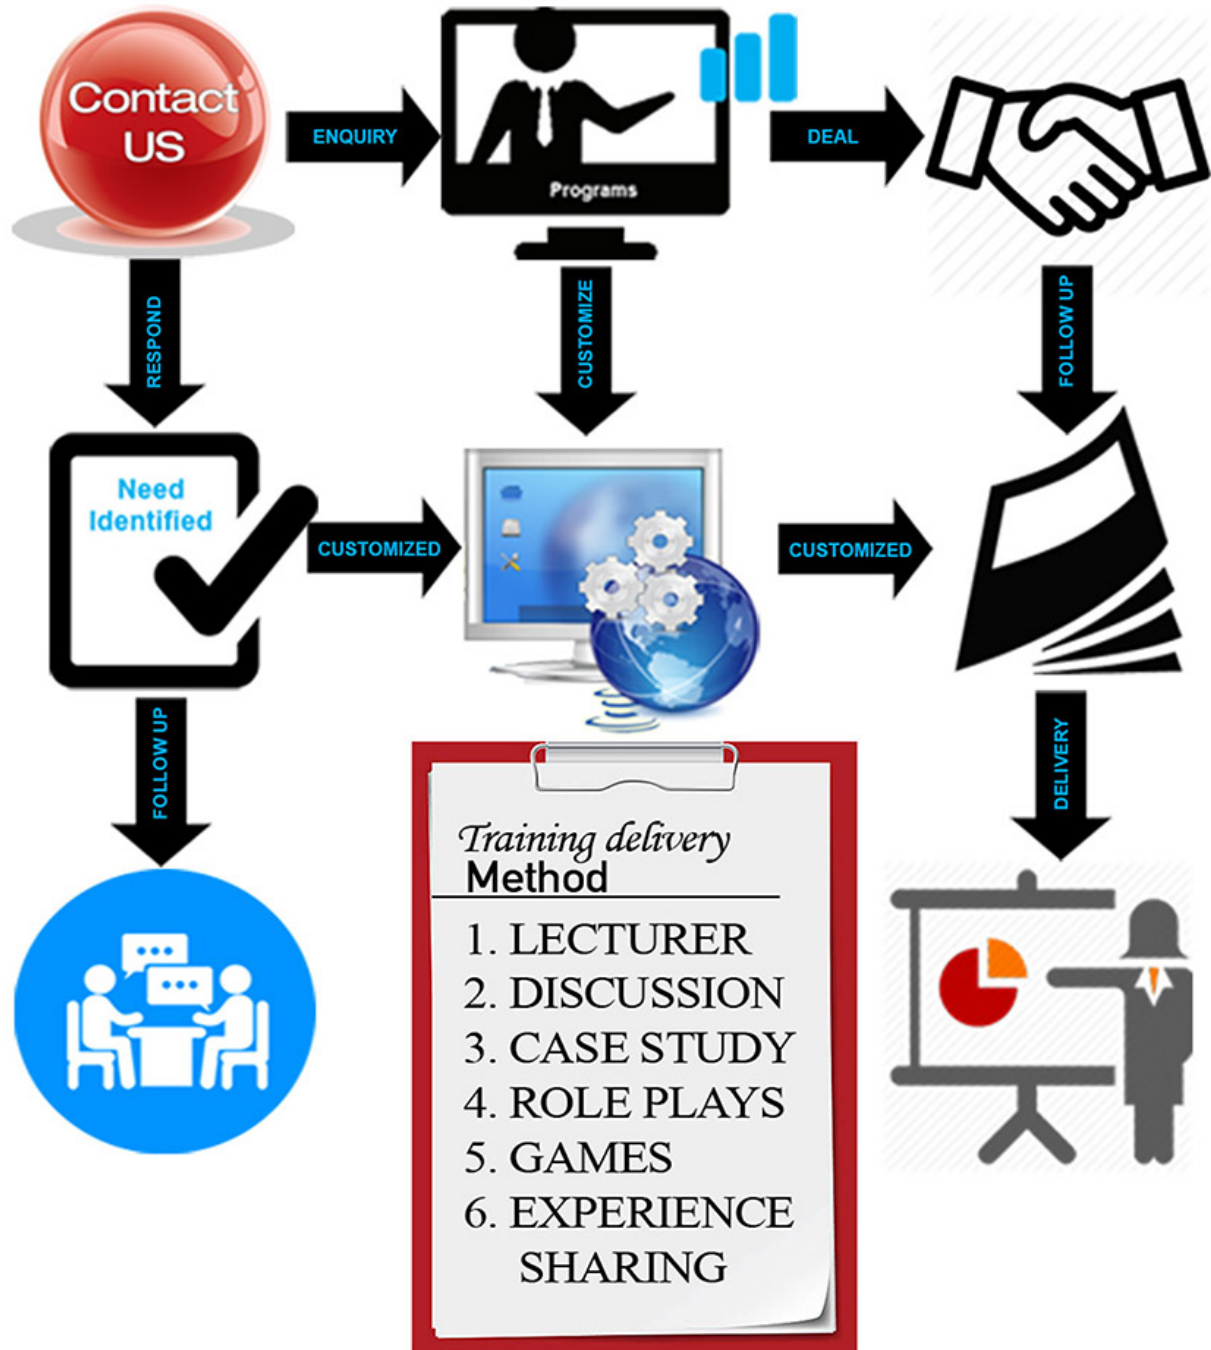 Contact
US
ENQUIRY
Programs
DEAL
RESPOND
CUSTOMIZE
FOLLOW UP
Need
Identified
CUSTOMIZED
CUSTOMIZED
FOLLOW UP
DELIVERY
Training delivery
Method
1. LECTURER
2. DISCUSSION
3. CASE STUDY
4. ROLE PLAYS
5. GAMES
6. EXPERIENCE
SHARING